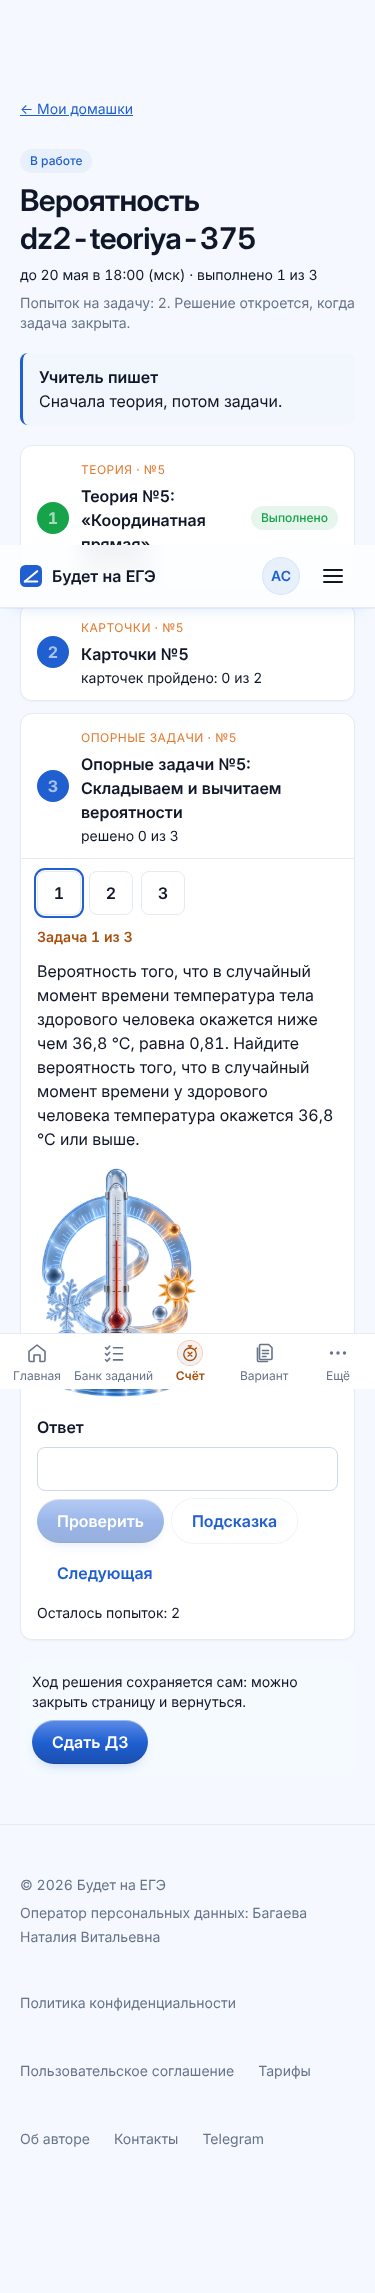 ← Мои домашки
В работе
Вероятность
dz2-teoriya-375
до 20 мая в 18:00 (мск) · выполнено 1 из 3
Попыток на задачу: 2. Решение откроется, когда
задача закрыта.
Учитель пишет
Сначала теория, потом задачи.
ТЕОРИЯ · №5
1
Теория №5:
«Координатная
прямая»
Выполнено
Будет на ЕГЭ
АС
КАРТОЧКИ · №5
2
Карточки №5
карточек пройдено: 0 из 2
ОПОРНЫЕ ЗАДАЧИ · №5
3
Опорные задачи №5:
Складываем и вычитаем
вероятности
решено 0 из 3
1 2 3
Задача 1 из 3
Вероятность того, что в случайный
момент времени температура тела
здорового человека окажется ниже
чем 36,8 °C, равна 0,81. Найдите
вероятность того, что в случайный
момент времени у здорового
человека температура окажется 36,8
°C или выше.
Главная Банк заданий Счёт Вариант Ещё
Ответ
Проверить Подсказка
Следующая
Осталось попыток: 2
Ход решения сохраняется сам: можно
закрыть страницу и вернуться.
Сдать ДЗ
© 2026 Будет на ЕГЭ
Оператор персональных данных: Багаева
Наталия Витальевна
Политика конфиденциальности
Пользовательское соглашение Тарифы
Об авторе Контакты Telegram